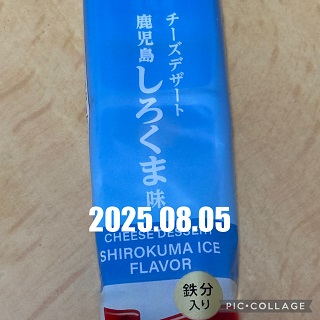 チーズデザート
鹿児島しろくま味
2025.08.05
CHEESE DESSERT
SHIROKUMA ICE
FLAVOR
鉄分
入り
PIC•COLLAGE